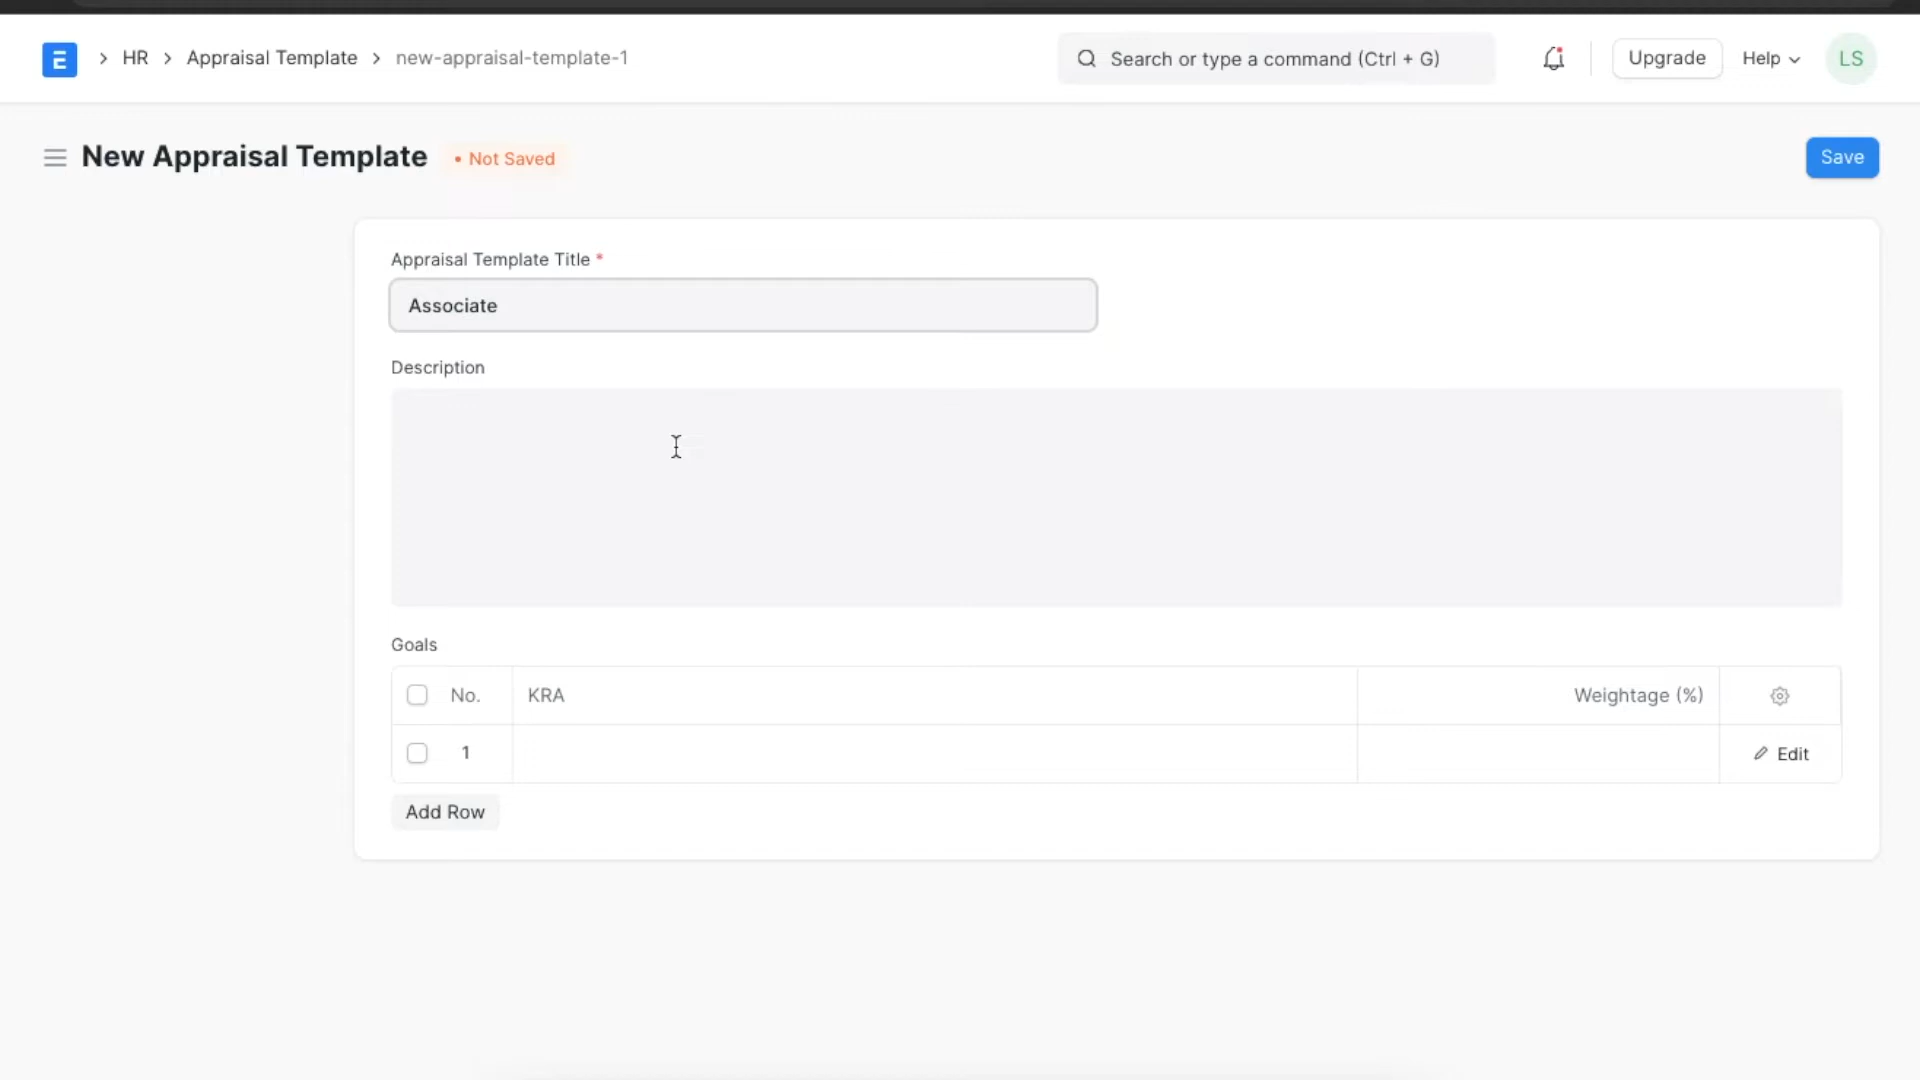 E > HR > Appraisal Template > new-appraisal-template-1
Search or type a command (Ctrl + G)
Upgrade
Help
LS
New Appraisal Template
• Not Saved
Save
Appraisal Template Title *
Associate
Description
Goals
No. KRA Weightage (%)
1 Edit
Add Row